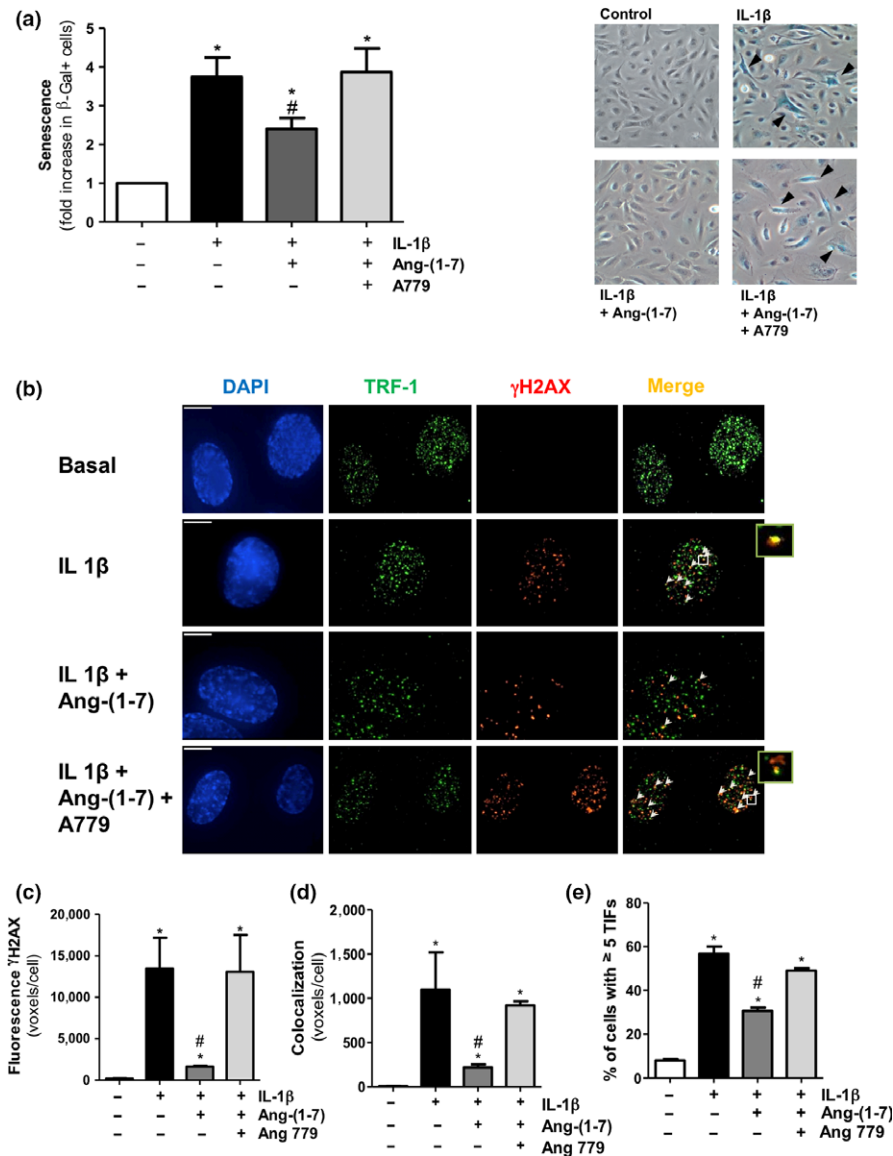 (a)
Senescence
(fold increase in β-Gal+ cells)
5
4
3
2
1
0
*
*
#
*
– + + + IL-1β
– – + + Ang-(1-7)
– – – + A779
Control
IL-1β
IL-1β
+ Ang-(1-7)
IL-1β
+ Ang-(1-7)
+ A779
(b)
DAPI TRF-1 γH2AX Merge
Basal
IL 1β
IL 1β +
Ang-(1-7)
IL 1β +
Ang-(1-7) +
A779
(c)
Fluorescence γH2AX
(voxels/cell)
20,000
15,000
10,000
5,000
0
*
#
*
*
– + + + IL-1β
– – + + Ang-(1-7)
– – – + Ang 779
(d)
Colocalization
(voxels/cell)
2,000
1,500
1,000
500
0
*
#
*
*
– + + + IL-1β
– – + + Ang-(1-7)
– – – + Ang 779
(e)
% of cells with ≥ 5 TIFs
80
60
40
20
0
*
#
*
*
– + + + IL-1β
– – + + Ang-(1-7)
– – – + Ang 779